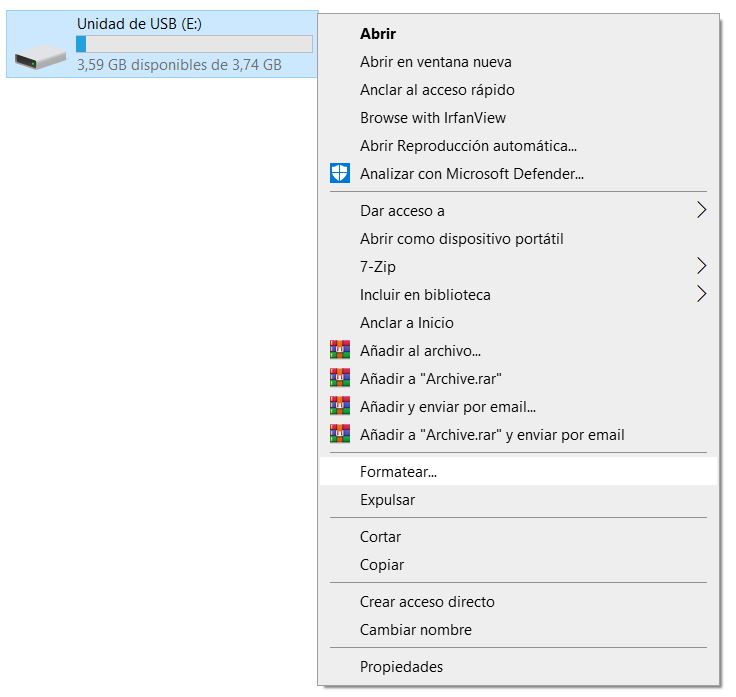 Unidad de USB (E:)
3,59 GB disponibles de 3,74 GB
Abrir
Abrir en ventana nueva
Anclar al acceso rápido
Browse with IrfanView
Abrir Reproducción automática...
Analizar con Microsoft Defender...
Dar acceso a
Abrir como dispositivo portátil
7-Zip
Incluir en biblioteca
Anclar a Inicio
Añadir al archivo...
Añadir a "Archive.rar"
Añadir y enviar por email...
Añadir a "Archive.rar" y enviar por email
Formatear...
Expulsar
Cortar
Copiar
Crear acceso directo
Cambiar nombre
Propiedades